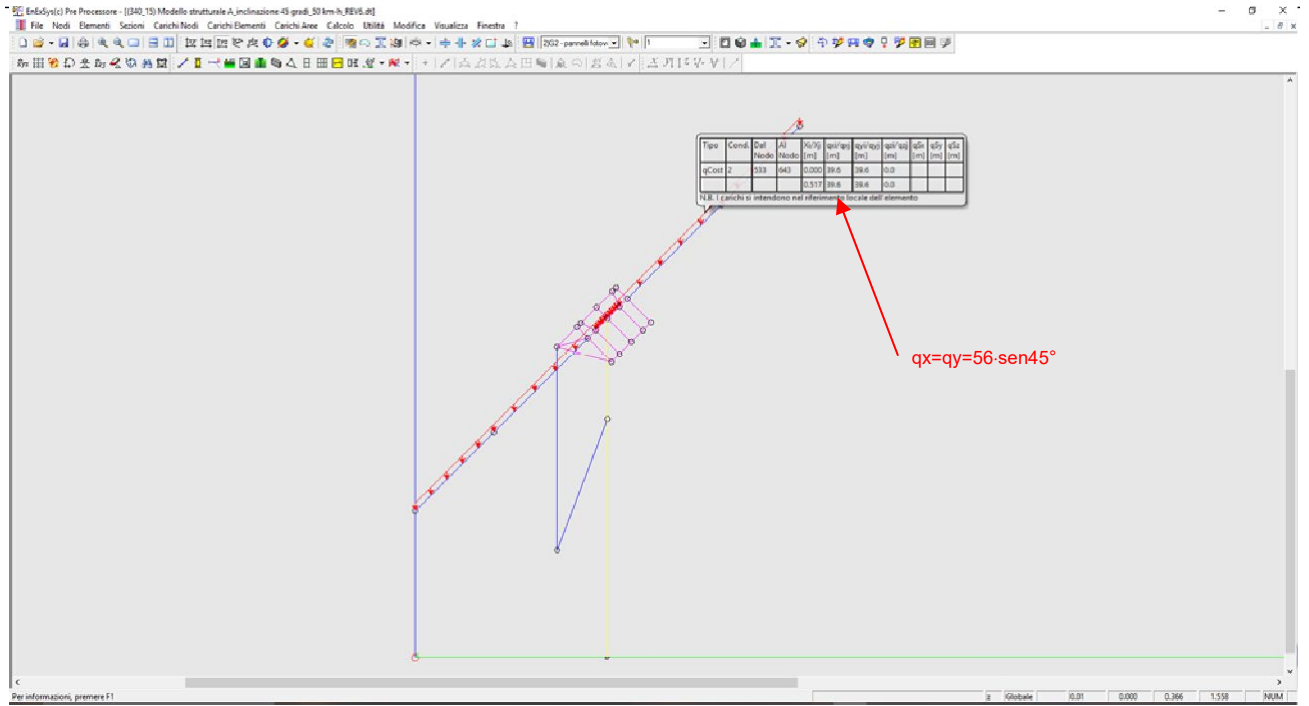 EnExSys(c) Pre Processore - [(340_15) Modello strutturale A_inclinazione 45 gradi_50 km-h_REV6.dt]
File Nodi Elementi Sezioni Carichi Nodi Carichi Elementi Carichi Aree Calcolo Utilità Modifica Visualizza Finestra ?
2)G2 - pannelli fotov 1
Tipo Cond. Dal Al Xi/Xj qxi/qxj qyi/qyj qzi/qzj qSx qSy qSz
Nodo Nodo [m] [m] [m] [m] [m] [m] [m]
qCost 2 533 643 0.000 39.6 39.6 0.0
0.517 39.6 39.6 0.0
N.B. I carichi si intendono nel riferimento locale dell'elemento
qx=qy=56·sen45°
Per informazioni, premere F1 Globale 0.01 0.000 0.366 1.558 NUM